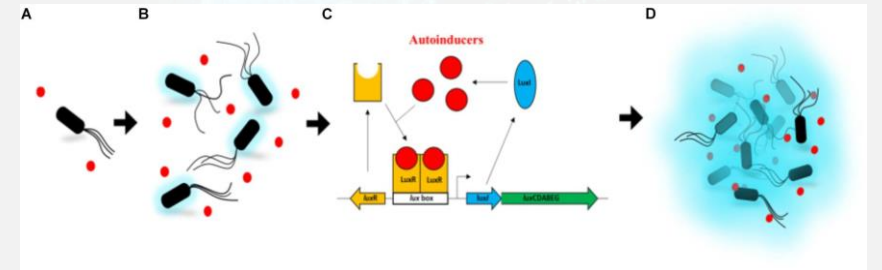 A
B
C
D
Autoinducers
LuxI
LuxR LuxR
luxR
lux box
luxI
luxCDABEG